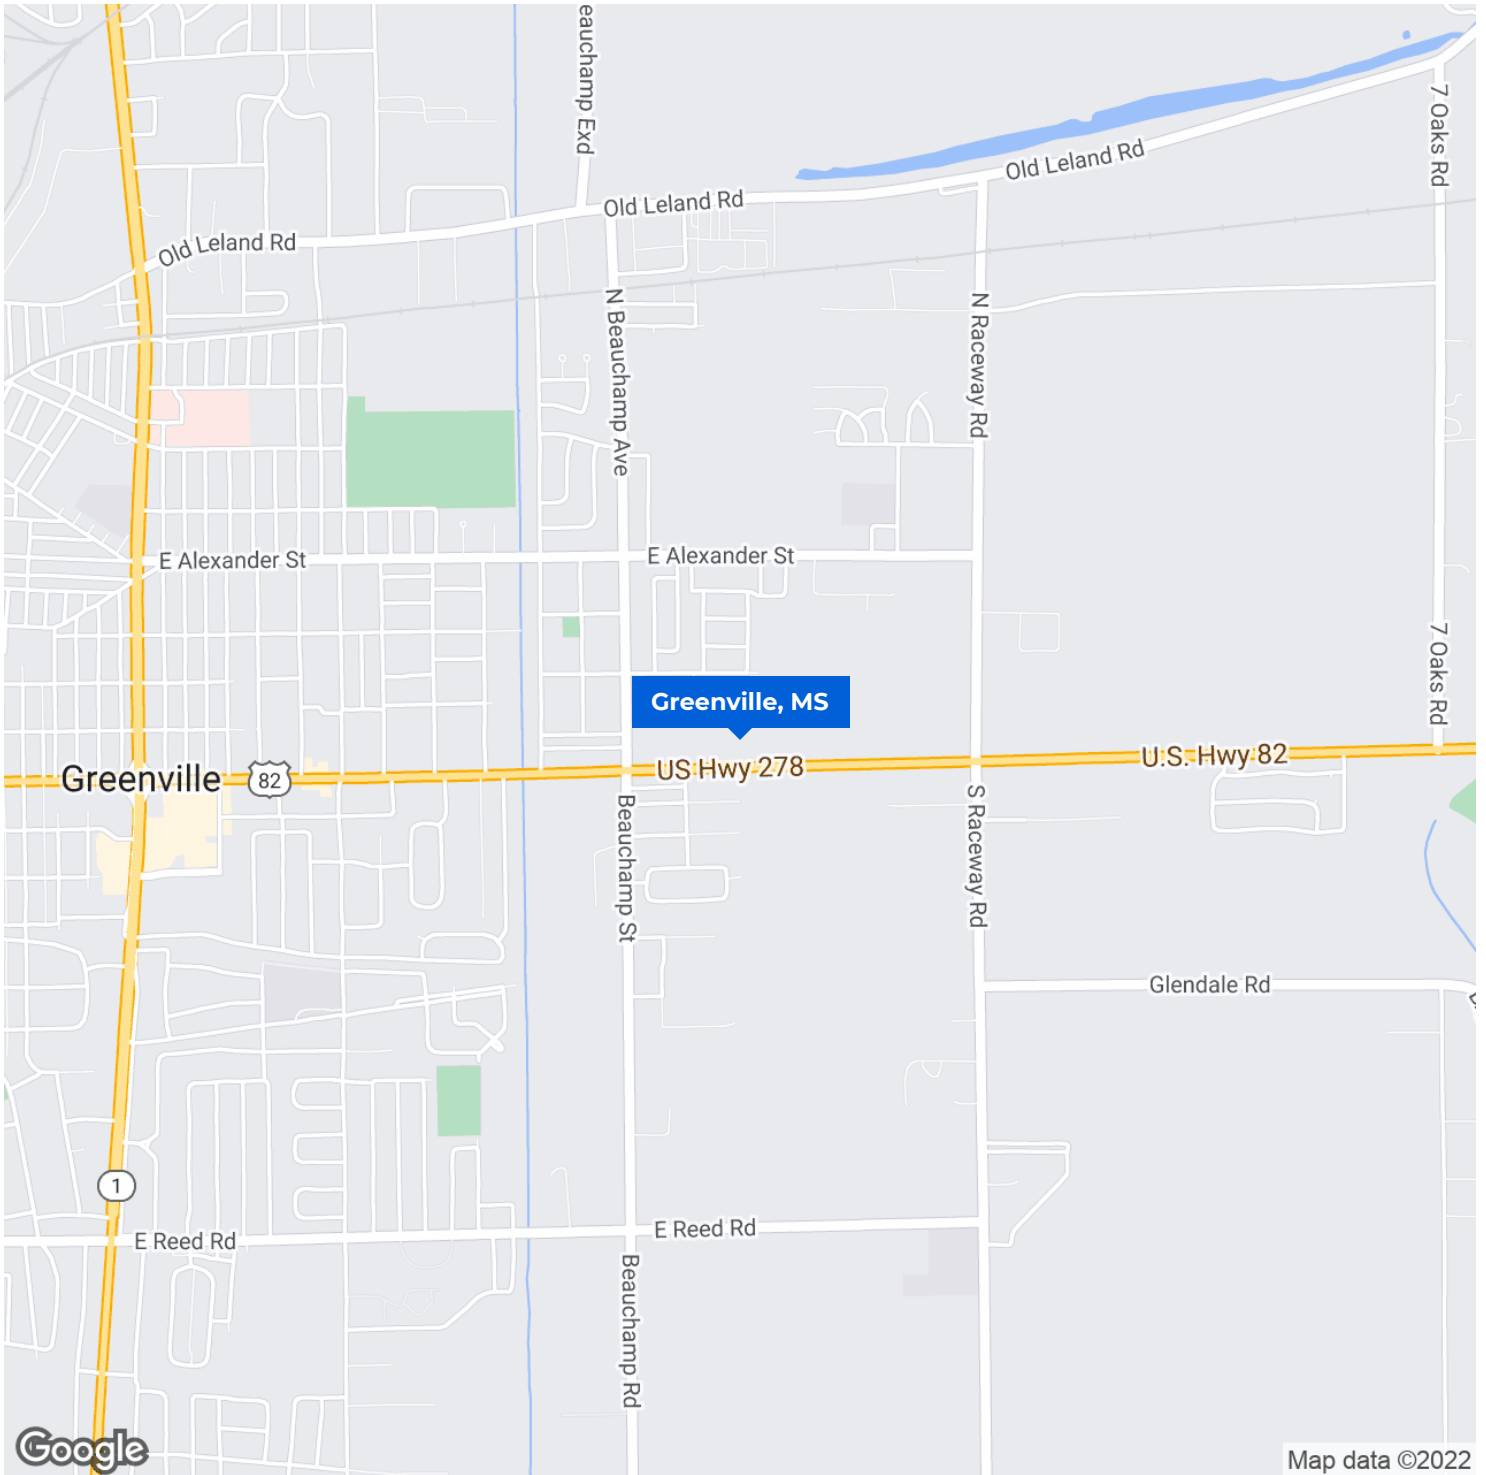 eauchamp Exd
7 Oaks Rd
Old Leland Rd
Old Leland Rd
Old Leland Rd
N Beauchamp Ave
N Raceway Rd
E Alexander St
E Alexander St
7 Oaks Rd
Greenville, MS
Greenville
82
US Hwy 278
U.S. Hwy 82
Beauchamp St
S Raceway Rd
Glendale Rd
1
E Reed Rd
E Reed Rd
Beauchamp Rd
Google
Map data ©2022